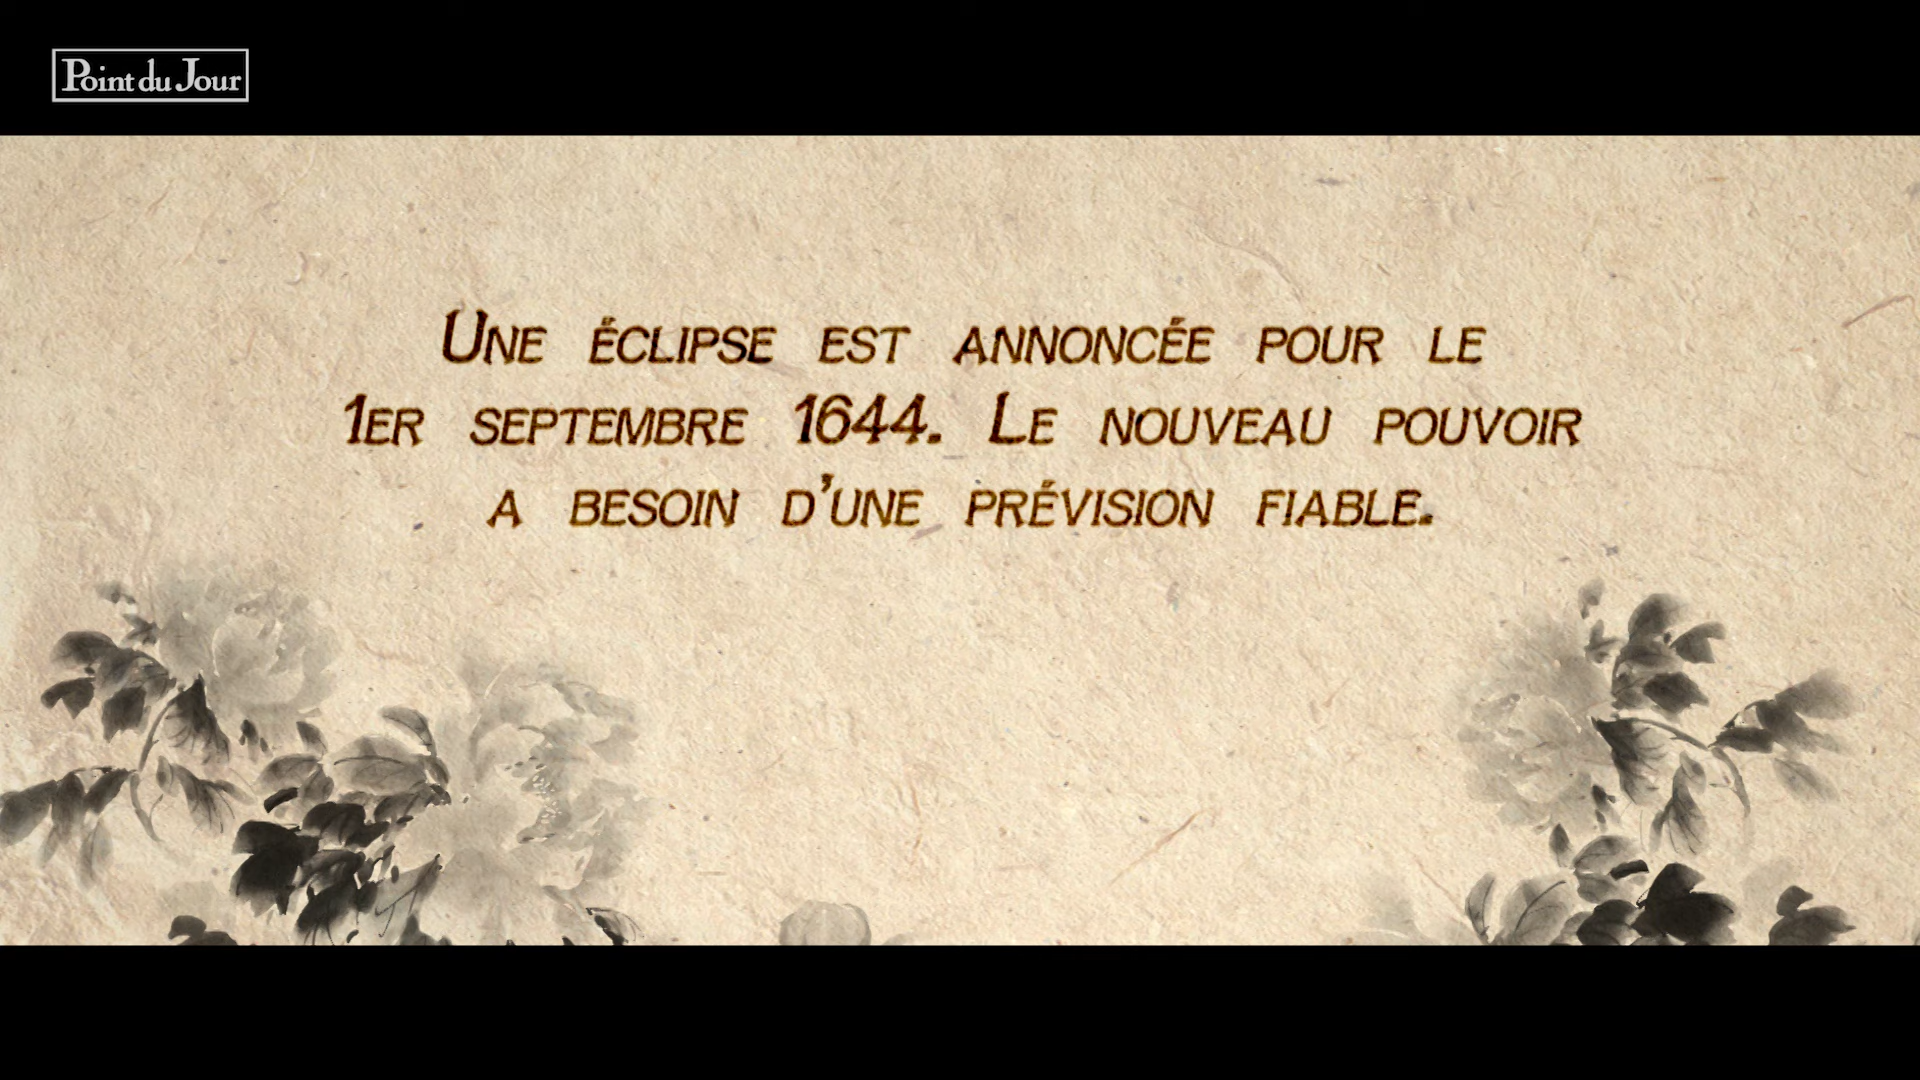 Point du Jour
Une éclipse est annoncée pour le
1er septembre 1644. Le nouveau pouvoir
a besoin d'une prévision fiable.